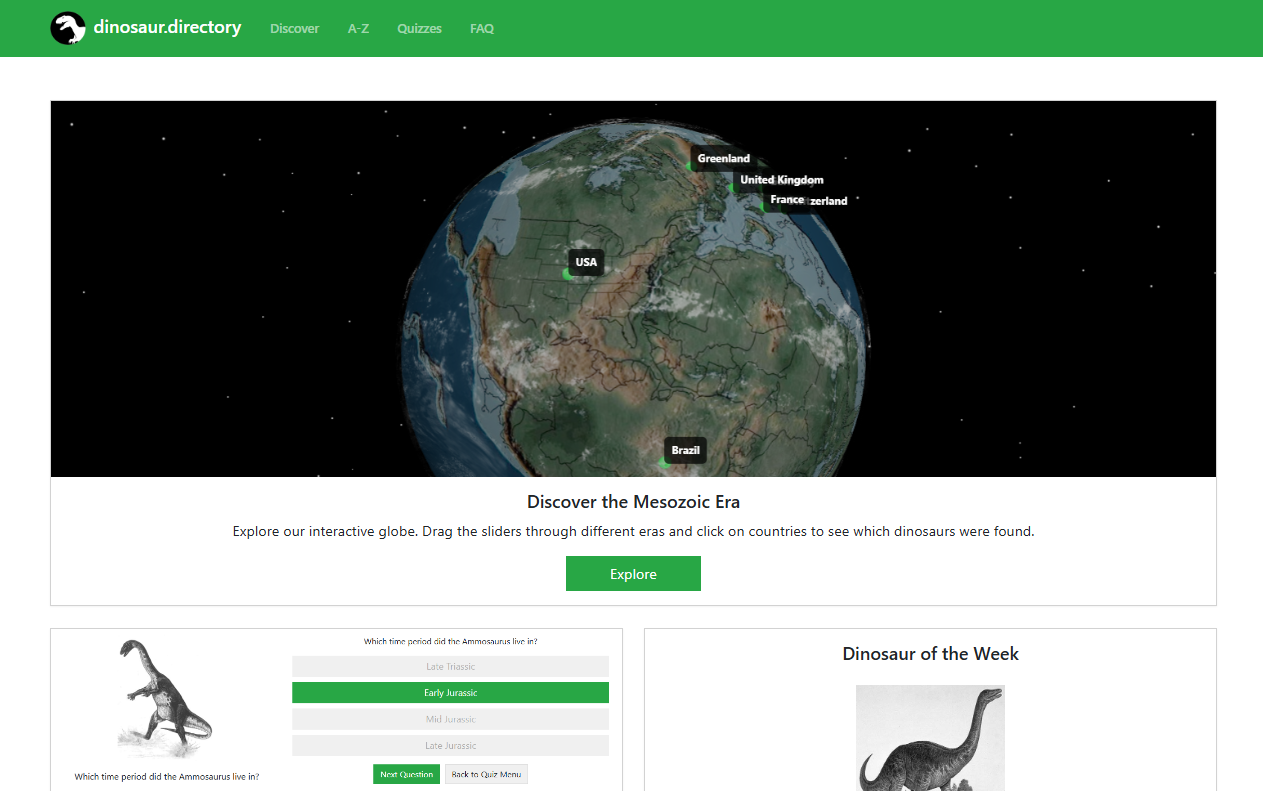 dinosaur.directory Discover A-Z Quizzes FAQ
Greenland
United Kingdom
France zerland
USA
Brazil
Discover the Mesozoic Era
Explore our interactive globe. Drag the sliders through different eras and click on countries to see which dinosaurs were found.
Explore
Which time period did the Ammosaurus live in?
Late Triassic
Early Jurassic
Mid Jurassic
Late Jurassic
Next Question Back to Quiz Menu
Which time period did the Ammosaurus live in?
Dinosaur of the Week